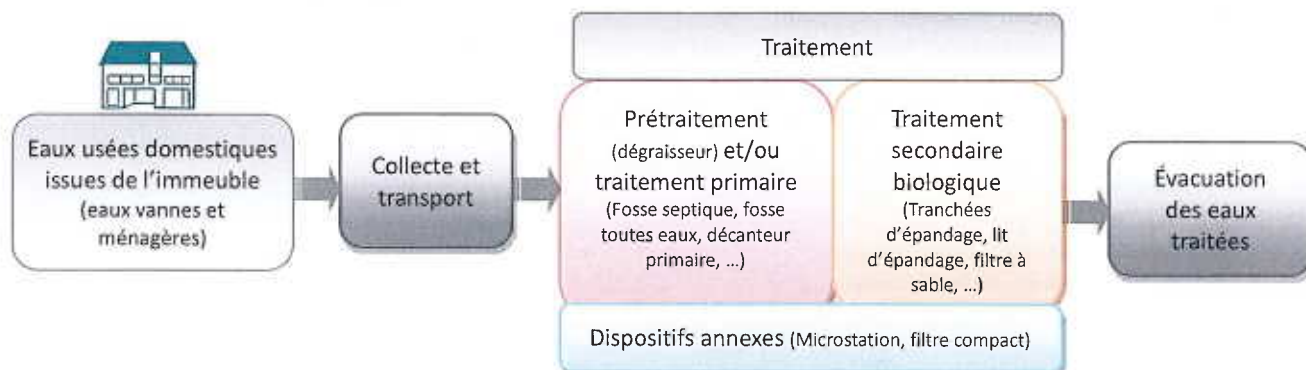 Traitement
Eaux usées domestiques
issues de l'immeuble
(eaux vannes et
ménagères)
Collecte et
transport
Prétraitement
(dégraisseur) et/ou
traitement primaire
(Fosse septique, fosse
toutes eaux, décanteur
primaire, ...)
Traitement
secondaire
biologique
(Tranchées
d'épandage, lit
d'épandage, filtre à
sable, ...)
Évacuation
des eaux
traitées
Dispositifs annexes (Microstation, filtre compact)